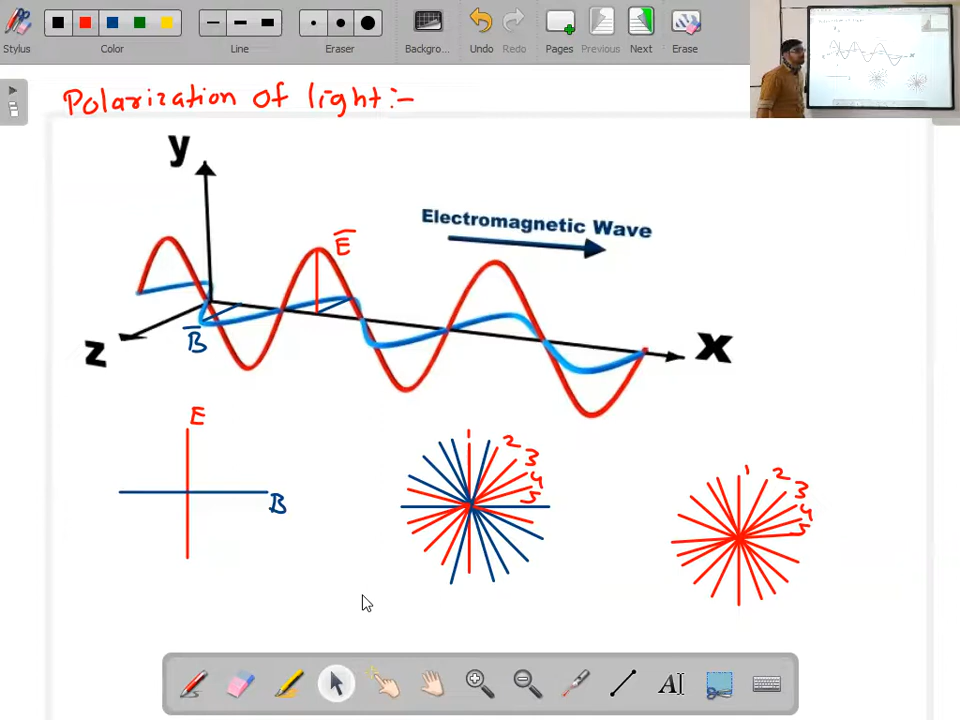 Stylus
Color
Line
Eraser
Backgro...
Undo
Redo
Pages
Previous
Next
Erase
Polarization of light :-
y
Electromagnetic Wave
E
B
z
x
E
B
1
2
3
4
5
1
2
3
4
5
A